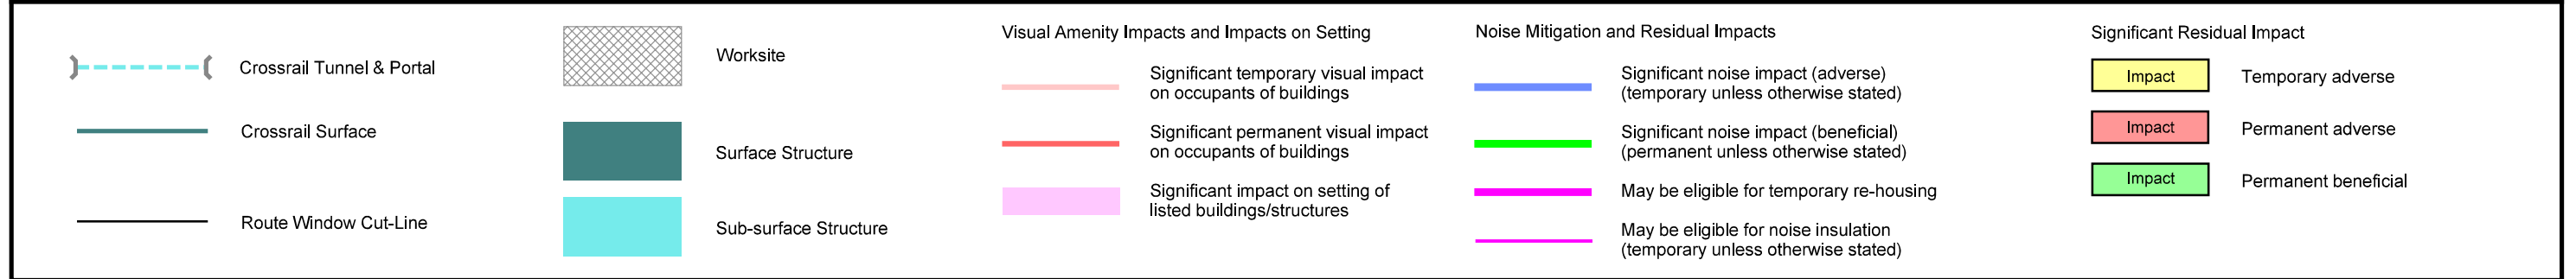 Crossrail Tunnel & Portal
Crossrail Surface
Route Window Cut-Line
Worksite
Surface Structure
Sub-surface Structure
Visual Amenity Impacts and Impacts on Setting
Significant temporary visual impact
on occupants of buildings
Significant permanent visual impact
on occupants of buildings
Significant impact on setting of
listed buildings/structures
Noise Mitigation and Residual Impacts
Significant noise impact (adverse)
(temporary unless otherwise stated)
Significant noise impact (beneficial)
(permanent unless otherwise stated)
May be eligible for temporary re-housing
May be eligible for noise insulation
(temporary unless otherwise stated)
Significant Residual Impact
Impact Temporary adverse
Impact Permanent adverse
Impact Permanent beneficial